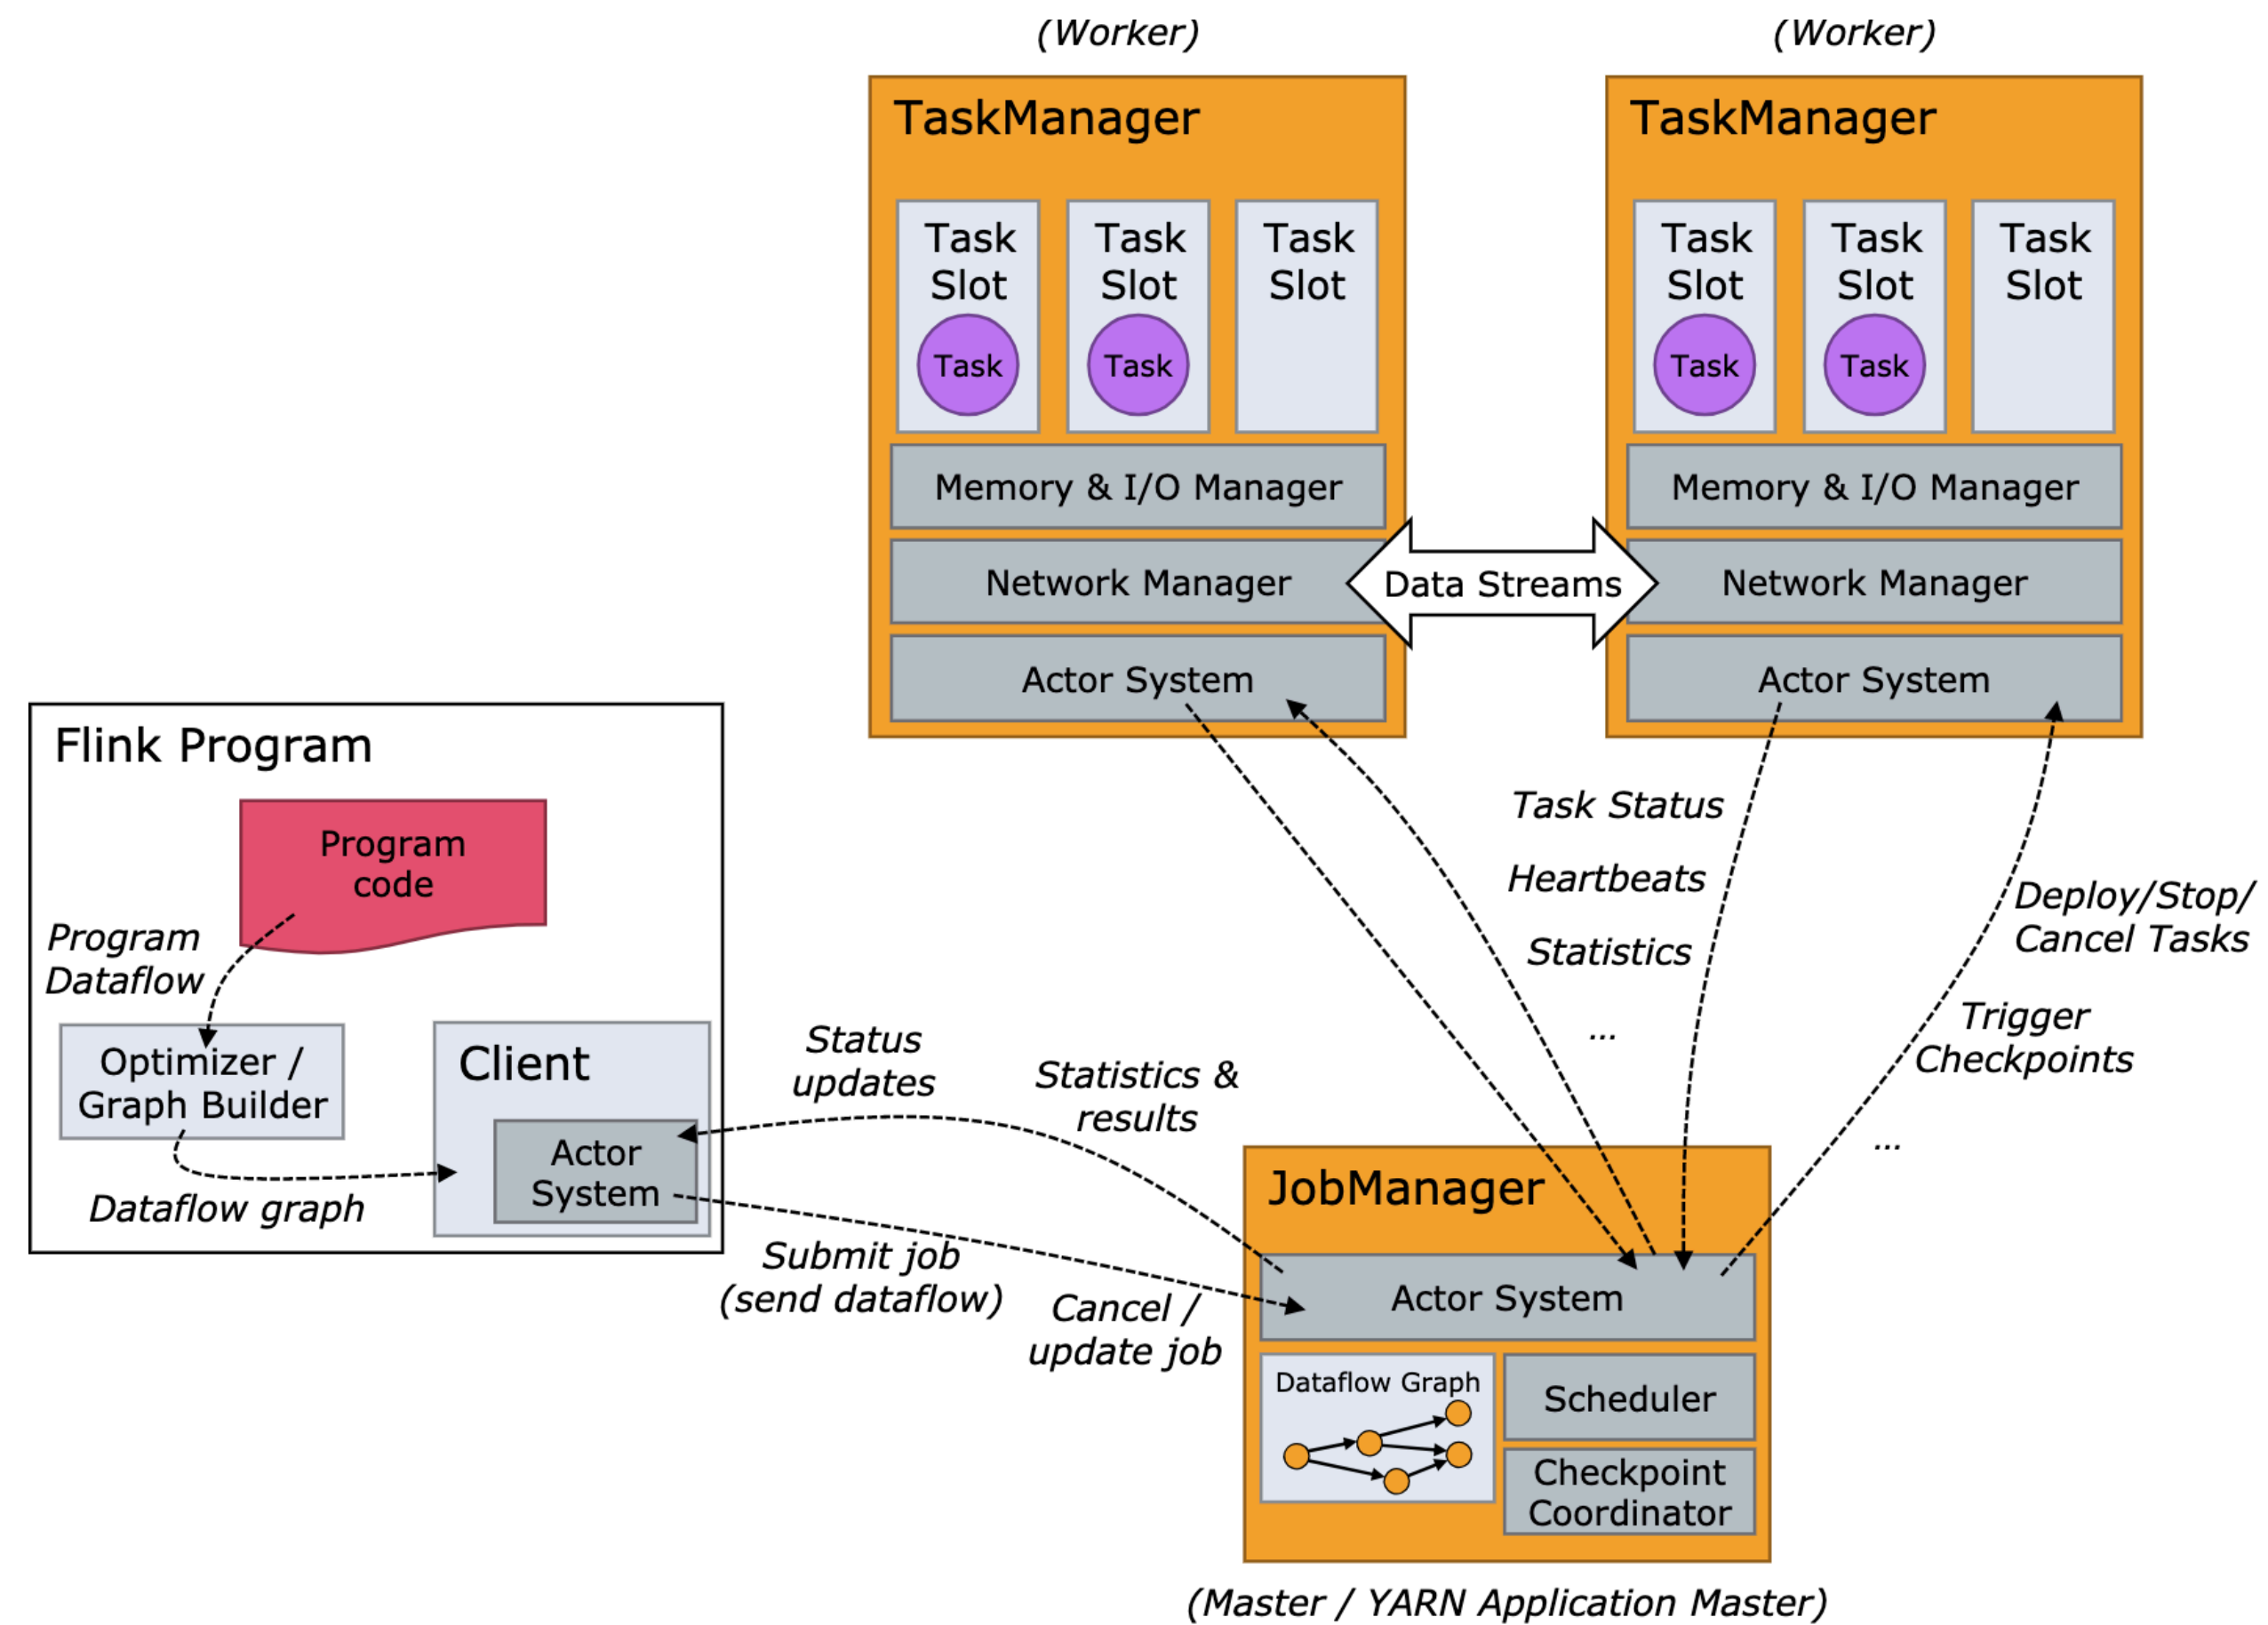 (Worker)
(Worker)
TaskManager
TaskManager
Task
Slot
Task
Task
Slot
Task
Task
Slot
Task
Slot
Task
Task
Slot
Task
Task
Slot
Memory & I/O Manager
Memory & I/O Manager
Network Manager
Data Streams
Network Manager
Actor System
Actor System
Flink Program
Program
code
Program
Dataflow
Optimizer /
Graph Builder
Dataflow graph
Client
Actor
System
Status
updates
Statistics &
results
Submit job
(send dataflow)
Cancel /
update job
Task Status
Heartbeats
Statistics
...
Deploy/Stop/
Cancel Tasks
Trigger
Checkpoints
...
JobManager
Actor System
Dataflow Graph
Scheduler
Checkpoint
Coordinator
(Master / YARN Application Master)